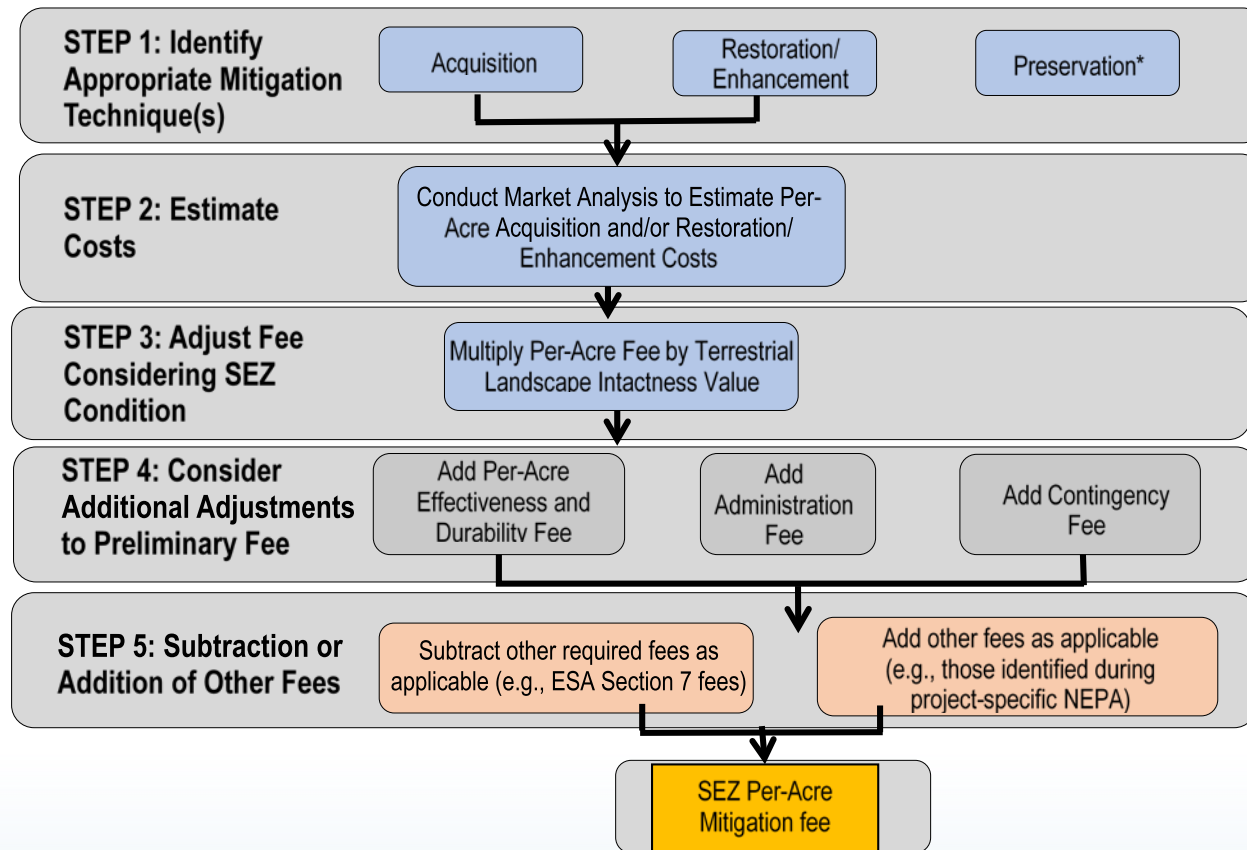 STEP 1: Identify
Appropriate Mitigation
Technique(s)
Acquisition
Restoration/
Enhancement
Preservation*
STEP 2: Estimate
Costs
Conduct Market Analysis to Estimate Per-
Acre Acquisition and/or Restoration/
Enhancement Costs
STEP 3: Adjust Fee
Considering SEZ
Condition
Multiply Per-Acre Fee by Terrestrial
Landscape Intactness Value
STEP 4: Consider
Additional Adjustments
to Preliminary Fee
Add Per-Acre
Effectiveness and
Durability Fee
Add
Administration
Fee
Add Contingency
Fee
STEP 5: Subtraction or
Addition of Other Fees
Subtract other required fees as
applicable (e.g., ESA Section 7 fees)
Add other fees as applicable
(e.g., those identified during
project-specific NEPA)
SEZ Per-Acre
Mitigation fee